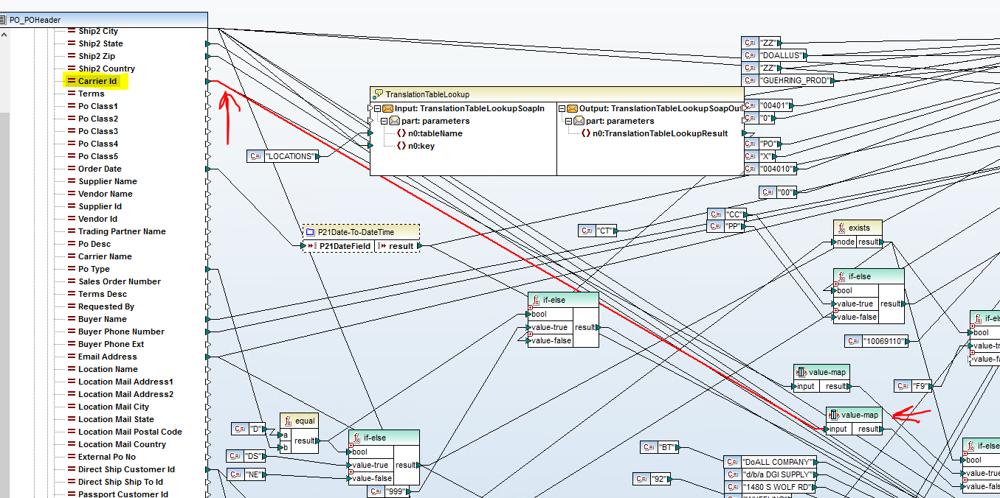 PO_POHeader
Ship2 City
Ship2 State
Ship2 Zip
Ship2 Country
Carrier Id
Terms
Po Class1
Po Class2
Po Class3
Po Class4
Po Class5
Order Date
Supplier Name
Vendor Name
Supplier Id
Vendor Id
Trading Partner Name
Po Desc
Carrier Name
Po Type
Sales Order Number
Terms Desc
Requested By
Buyer Name
Buyer Phone Number
Buyer Phone Ext
Email Address
Location Name
Location Mail Address1
Location Mail Address2
Location Mail City
Location Mail State
Location Mail Postal Code
Location Mail Country
External Po No
Direct Ship Customer Id
Direct Ship Ship To Id
Passport Customer Id
TranslationTableLookup
Input: TranslationTableLookupSoapIn
part: parameters
n0:tableName
n0:key
Output: TranslationTableLookupSoapOut
part: parameters
n0:TranslationTableLookupResult
C= "LOCATIONS"
P21Date-To-DateTime
P21DateField
result
C= "ZZ"
C= "DOALLUS"
C= "ZZ"
C= "GUEHRING_PROD"
C= "00401"
C= "0"
C= "PO"
C= "X"
C= "004010"
C= "00"
C= "CC"
C= "PP"
C= "CT"
exists
node result
if-else
bool
value-true
result
value-false
C= "10069110"
if-else
bool
value-true
result
value-false
if-els
bool
value-tr
value-fa
value-map
input result
C= "F9"
value-map
input result
C= "D"
equal
a
result
b
C= "DS"
C= "NE"
if-else
bool
value-true
result
value-false
C= "999"
C= "BT"
C= "92"
C= "DoALL COMPANY"
C= "d/b/a DGI SUPPLY"
C= "1480 S WOLF RD"
C= "WHEELING"
if-else
bool
value-true
value-false